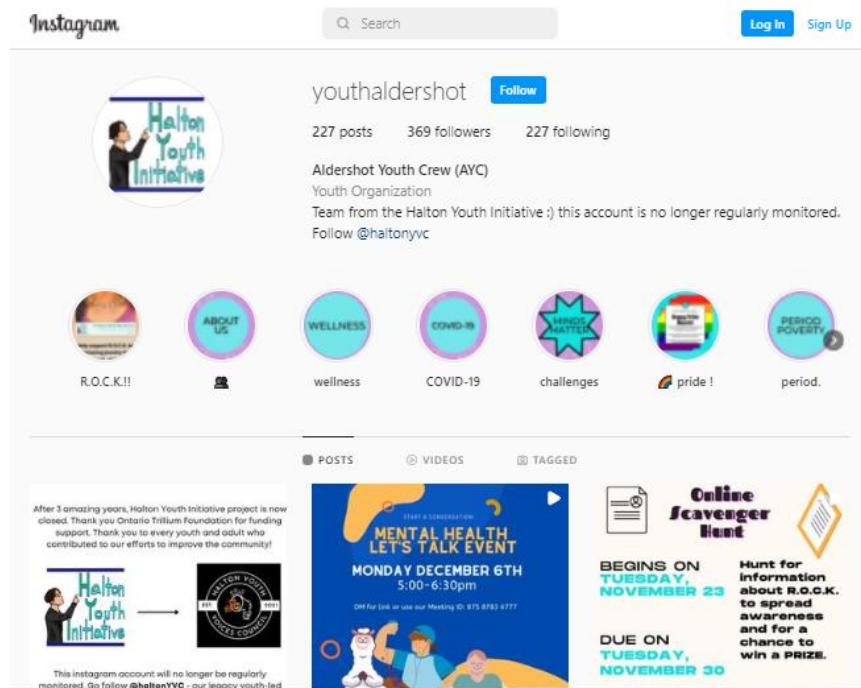 Instagram
Search
Log In
Sign Up
youthaldershot
Follow
227 posts 369 followers 227 following
Aldershot Youth Crew (AYC)
Youth Organization
Team from the Halton Youth Initiative :) this account is no longer regularly monitored.
Follow @haltonyvc
Halton
Youth
Initiative
ABOUT
US
WELLNESS
COVID-19
MINDS
MATTER
PERIOD
POVERTY
R.O.C.K.!!
wellness
COVID-19
challenges
🌈 pride !
period.
POSTS
VIDEOS
TAGGED
After 3 amazing years, Halton Youth Initiative project is now
closed. Thank you Ontario Trillium Foundation for funding
support. Thank you to every youth and adult who
contributed to our efforts to improve the community!
Halton
Youth
Initiative
HALTON YOUTH
VOICES COUNCIL
This instagram account will no longer be regularly
monitored. Go follow @haltonYVC - our legacy youth-led
START A CONVERSATION
MENTAL HEALTH
LET'S TALK EVENT
MONDAY DECEMBER 6TH
5:00-6:30pm
DM for link or use our Meeting ID: 875 8783 6777
Online
Scavenger
Hunt
BEGINS ON
TUESDAY,
NOVEMBER 23
DUE ON
TUESDAY,
NOVEMBER 30
Hunt for
information
about R.O.C.K.
to spread
awareness
and for a
chance to
win a PRIZE.